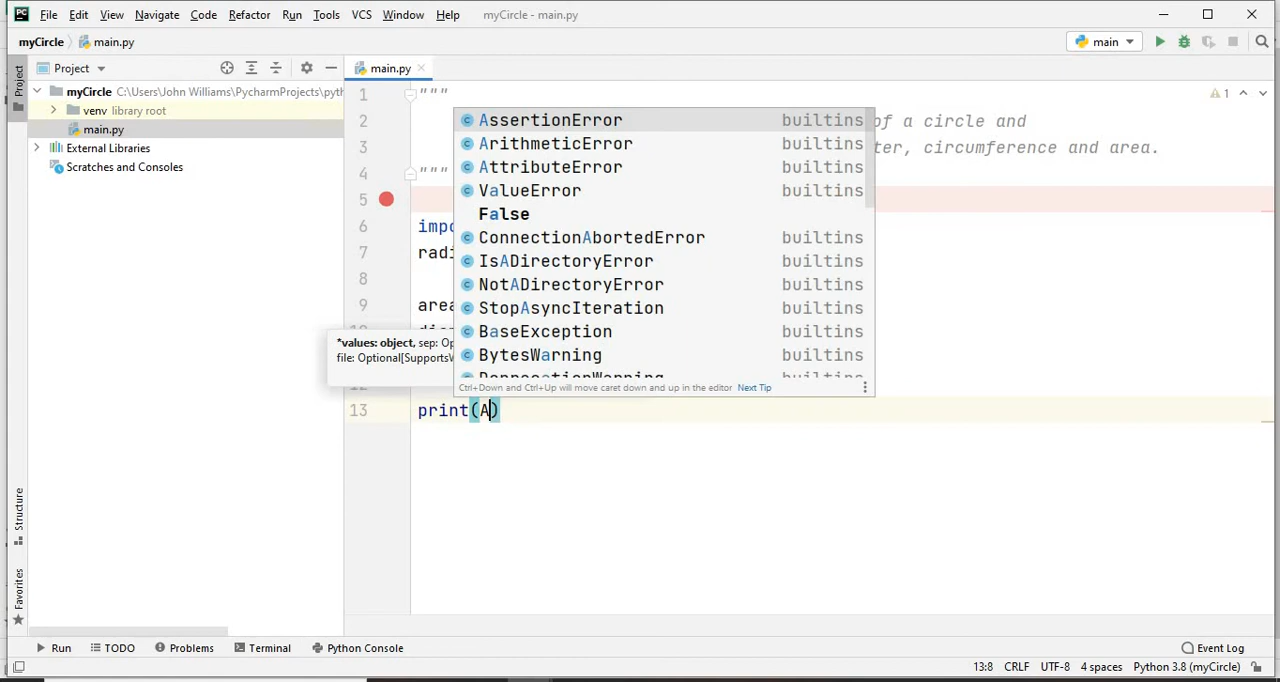 File Edit View Navigate Code Refactor Run Tools VCS Window Help myCircle - main.py
myCircle main.py main
Project main.py
myCircle C:\Users\John Williams\PycharmProjects\pyth
venv library root
main.py
External Libraries
Scratches and Consoles
Project
Structure
Favorites
1 """ 1
2 of a circle and
3 ter, circumference and area.
4 """
5
6 impo
7 radi
8
9 area
13 print(A)
AssertionError builtins
ArithmeticError builtins
AttributeError builtins
ValueError builtins
False
ConnectionAbortedError builtins
IsADirectoryError builtins
NotADirectoryError builtins
StopAsyncIteration builtins
BaseException builtins
BytesWarning builtins
DeprecationWarning builtins
Ctrl+Down and Ctrl+Up will move caret down and up in the editor Next Tip
*values: object, sep: Op
file: Optional[SupportsW
Run TODO Problems Terminal Python Console Event Log
13:8 CRLF UTF-8 4 spaces Python 3.8 (myCircle)